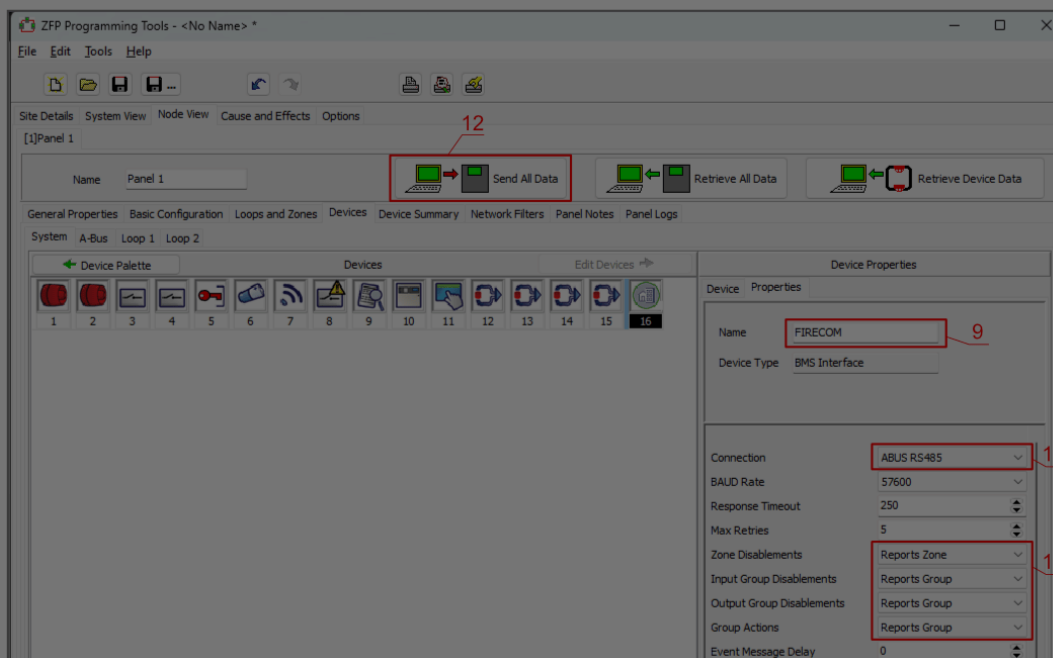 ZFP Programming Tools - <No Name> *
File Edit Tools Help
Site Details System View Node View Cause and Effects Options
12
[1]Panel 1
Name Panel 1 Send All Data Retrieve All Data Retrieve Device Data
General Properties Basic Configuration Loops and Zones Devices Device Summary Network Filters Panel Notes Panel Logs
System A-Bus Loop 1 Loop 2
Device Palette Devices Edit Devices Device Properties
Device Properties
1 2 3 4 5 6 7 8 9 10 11 12 13 14 15 16
Name FIRECOM 9
Device Type BMS Interface
Connection ABUS RS485
BAUD Rate 57600
Response Timeout 250
Max Retries 5
Zone Disablements Reports Zone
Input Group Disablements Reports Group
Output Group Disablements Reports Group
Group Actions Reports Group
Event Message Delay 0